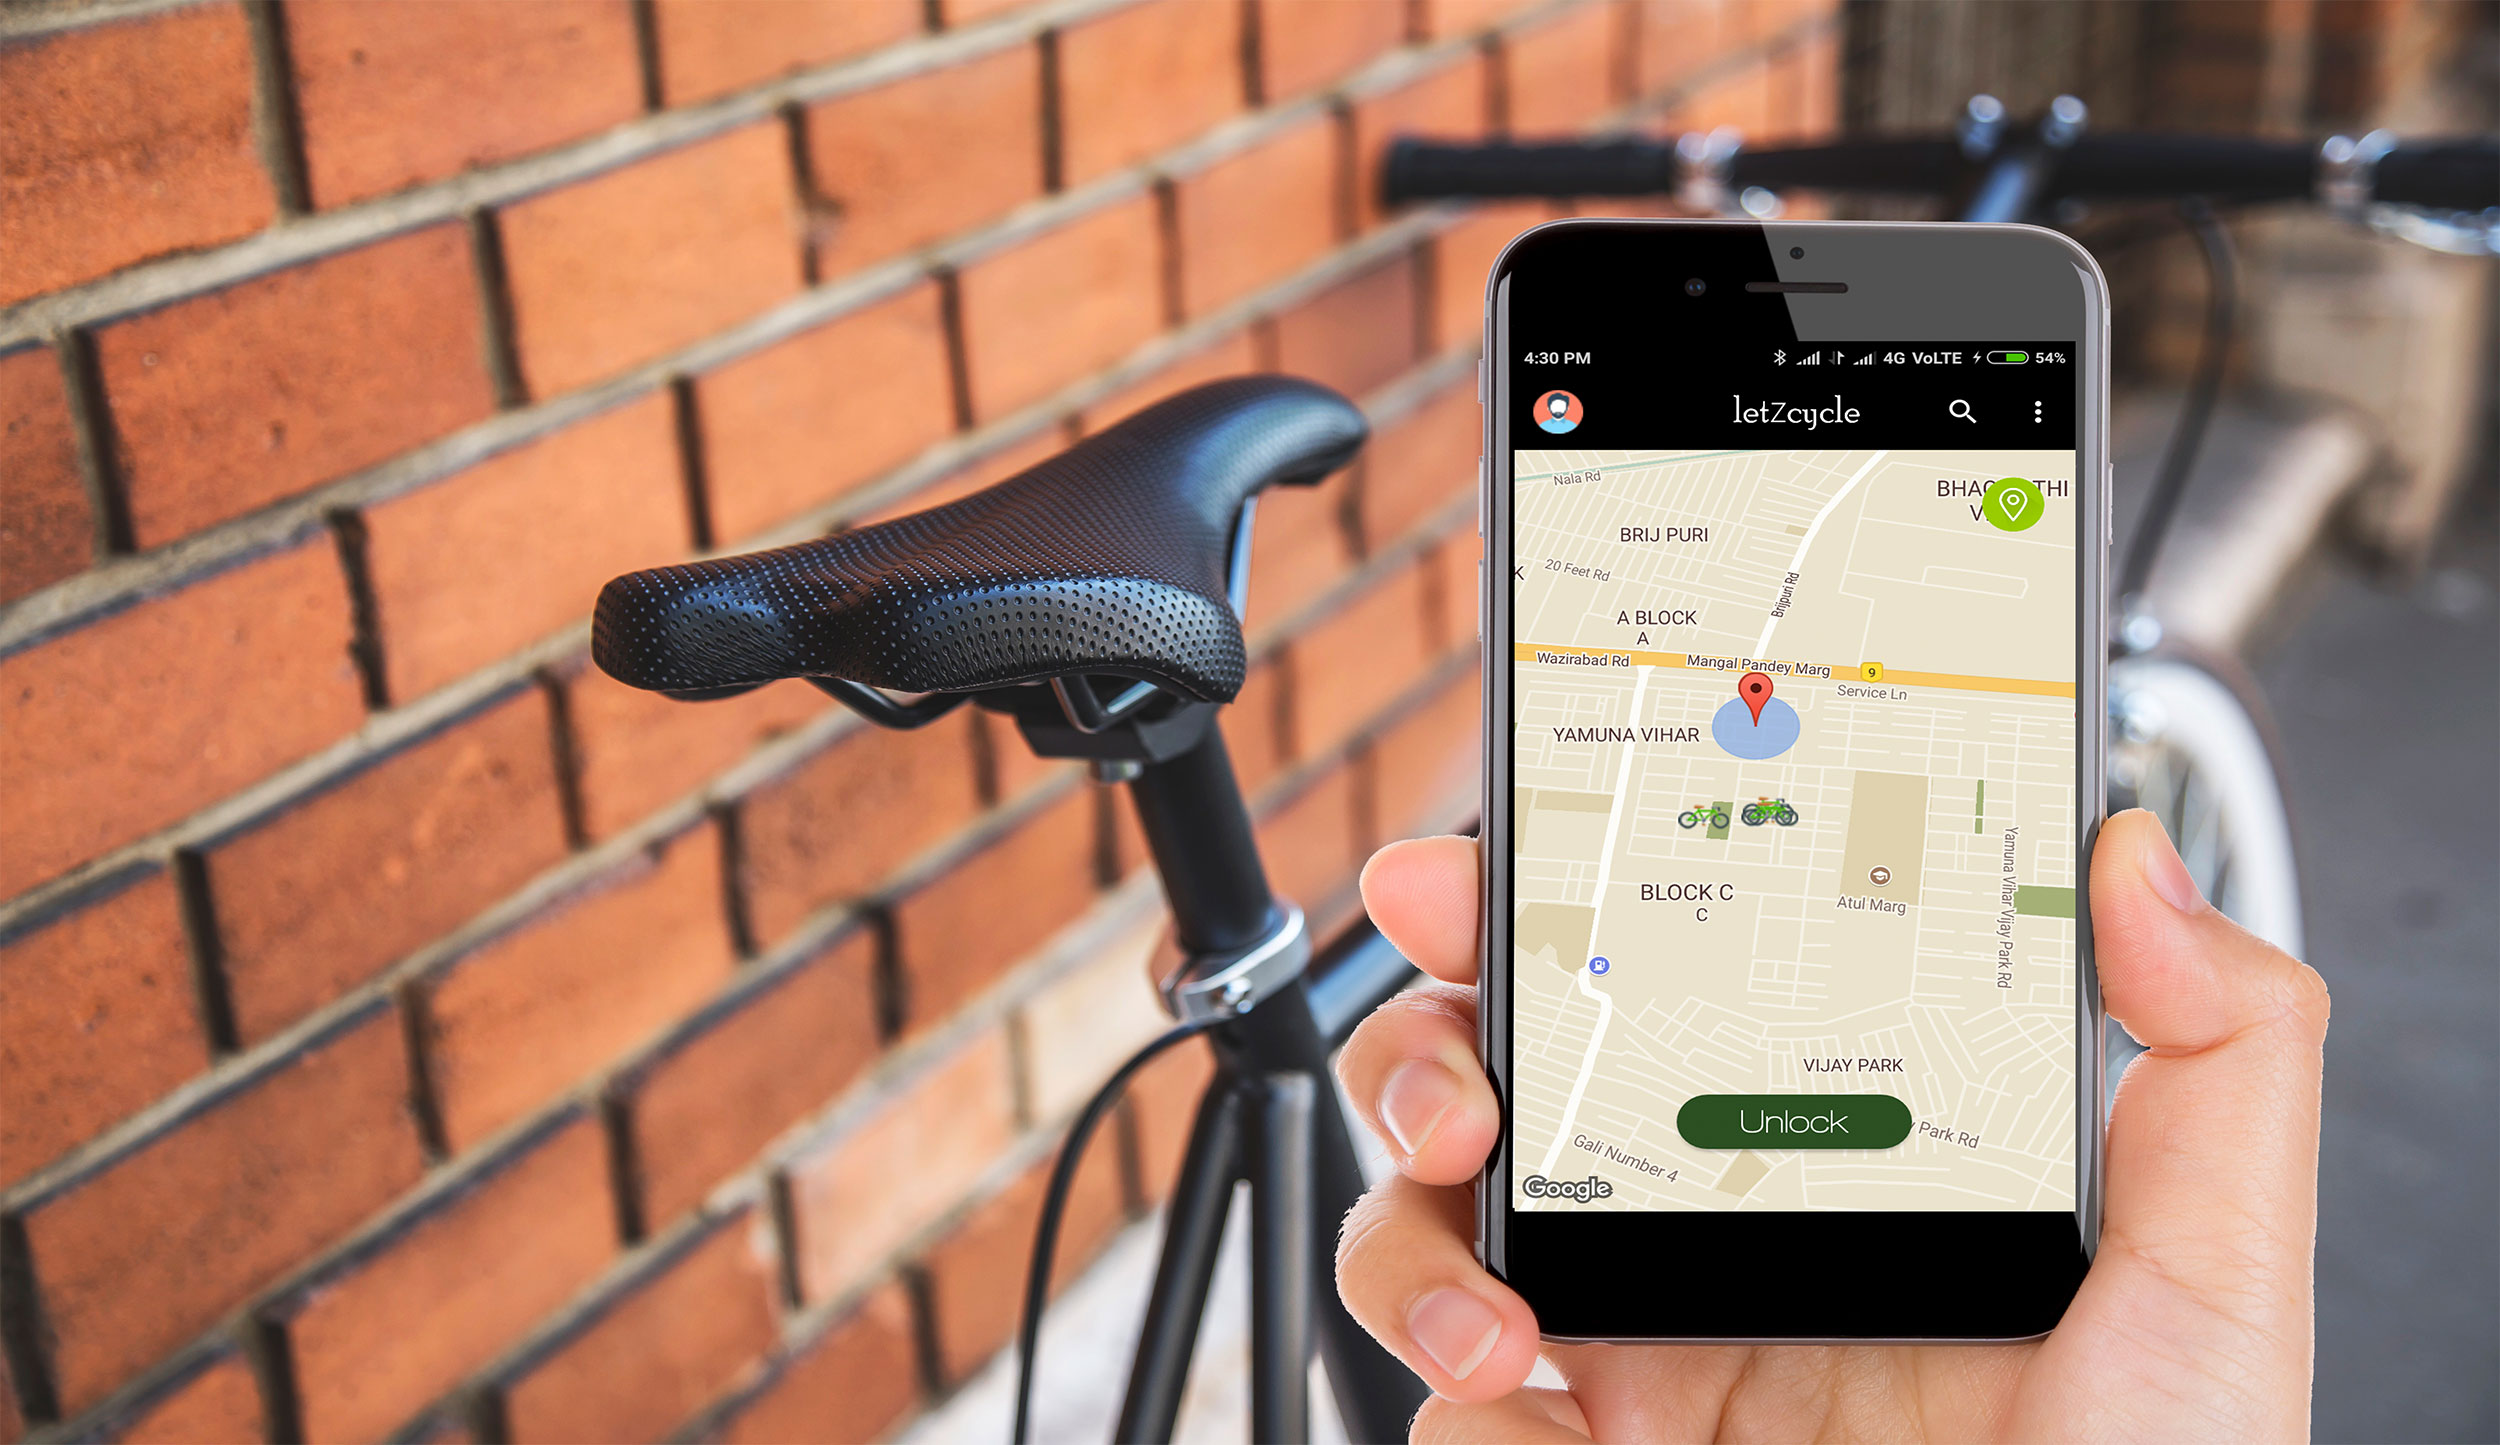 4:30 PM 4G VoLTE 54%
letZcycle
Nala Rd
BRIJ PURI
20 Feet Rd
K
Brijpuri Rd
A BLOCK
A
Wazirabad Rd
Mangal Pandey Marg
9
Service Ln
YAMUNA VIHAR
BLOCK C
C
Atul Marg
Yamuna Vihar Vijay Park Rd
VIJAY PARK
Unlock
Park Rd
Gali Number 4
Google